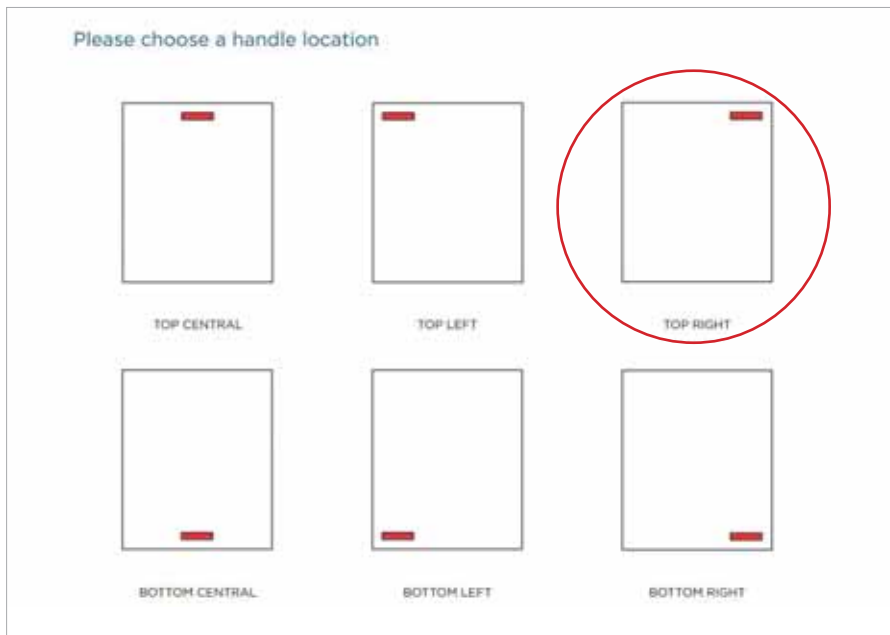 Please choose a handle location
TOP CENTRAL
TOP LEFT
TOP RIGHT
BOTTOM CENTRAL
BOTTOM LEFT
BOTTOM RIGHT